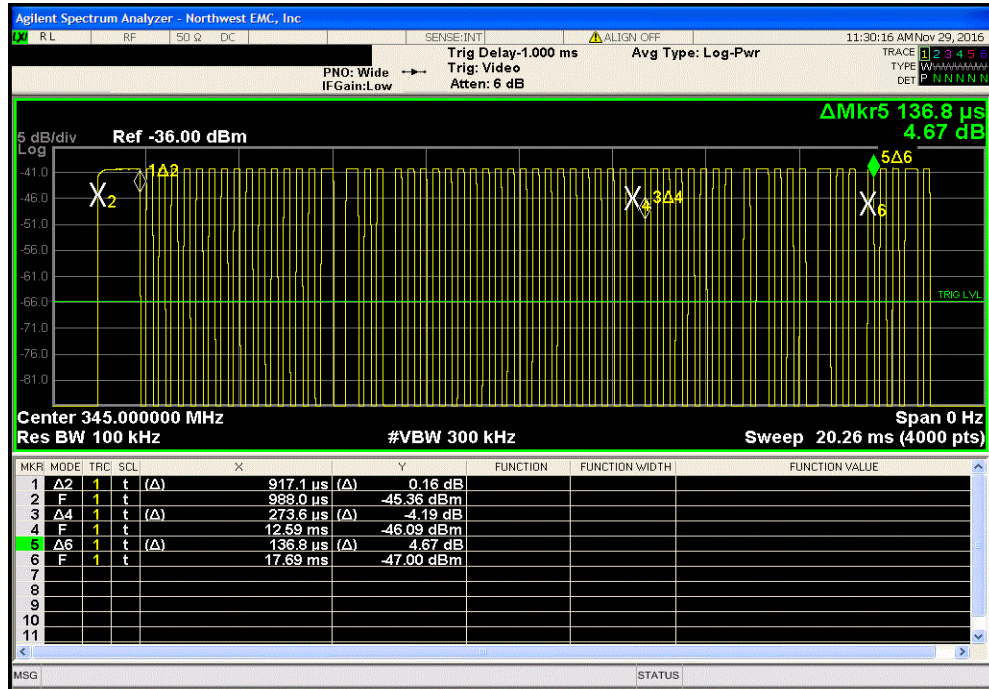 Agilent Spectrum Analyzer - Northwest EMC, Inc
LXI RL RF 50 Ω DC SENSE:INT ALIGN OFF 11:30:16 AM Nov 29, 2016
Trig Delay-1.000 ms Avg Type: Log-Pwr TRACE 1 2 3 4 5 6
PNO: Wide Trig: Video TYPE WWWWWW
IFGain:Low Atten: 6 dB DET P N N N N N
ΔMkr5 136.8 µs
5 dB/div Ref -36.00 dBm 4.67 dB
Log
1Δ2 5Δ6
-41.0
2 4 3Δ4 6
-46.0
-51.0
-56.0
-61.0
-66.0 TRIG LVL
-71.0
-76.0
-81.0
Center 345.000000 MHz Span 0 Hz
Res BW 100 kHz #VBW 300 kHz Sweep 20.26 ms (4000 pts)
MKR MODE TRC SCL X Y FUNCTION FUNCTION WIDTH FUNCTION VALUE
1 Δ2 1 t (Δ) 917.1 µs (Δ) 0.16 dB
2 F 1 t 988.0 µs -45.36 dBm
3 Δ4 1 t (Δ) 273.6 µs (Δ) -4.19 dB
4 F 1 t 12.59 ms -46.09 dBm
5 Δ6 1 t (Δ) 136.8 µs (Δ) 4.67 dB
6 F 1 t 17.69 ms -47.00 dBm
7
8
9
10
11
MSG STATUS